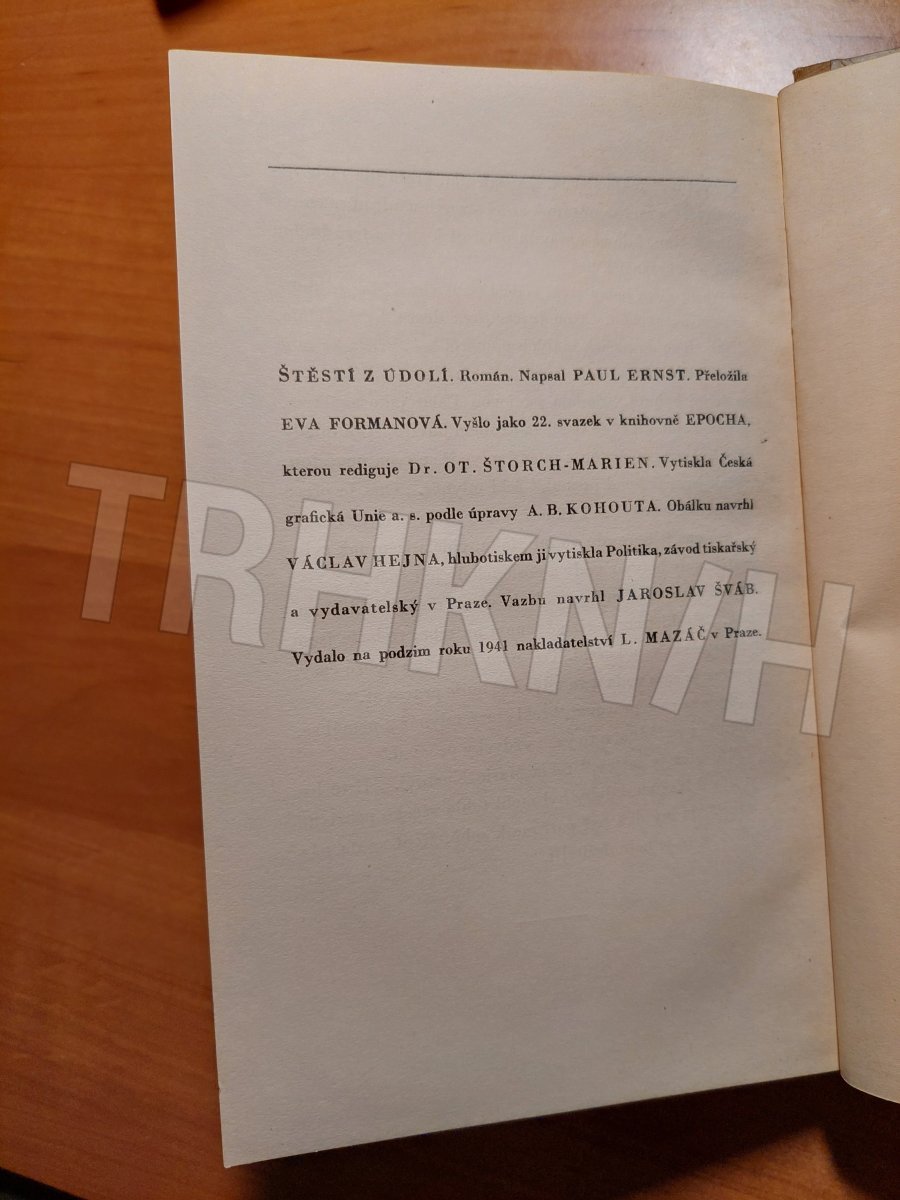 ŠTĚSTÍ Z ÚDOLÍ. Román. Napsal PAUL ERNST. Přeložila
EVA FORMANOVÁ. Vyšlo jako 22. svazek v knihovně EPOCHA,
kterou rediguje Dr. OT. ŠTORCH-MARIEN. Vytiskla Česká
grafická Unie a. s. podle úpravy A. B. KOHOUTA. Obálku navrhl
VÁCLAV HEJNA, hlubotiskem ji vytiskla Politika, závod tiskařský
a vydavatelský v Praze. Vazbu navrhl JAROSLAV ŠVÁB.
Vydalo na podzim roku 1941 nakladatelství L. MAZÁČ v Praze.
TRHKNIH